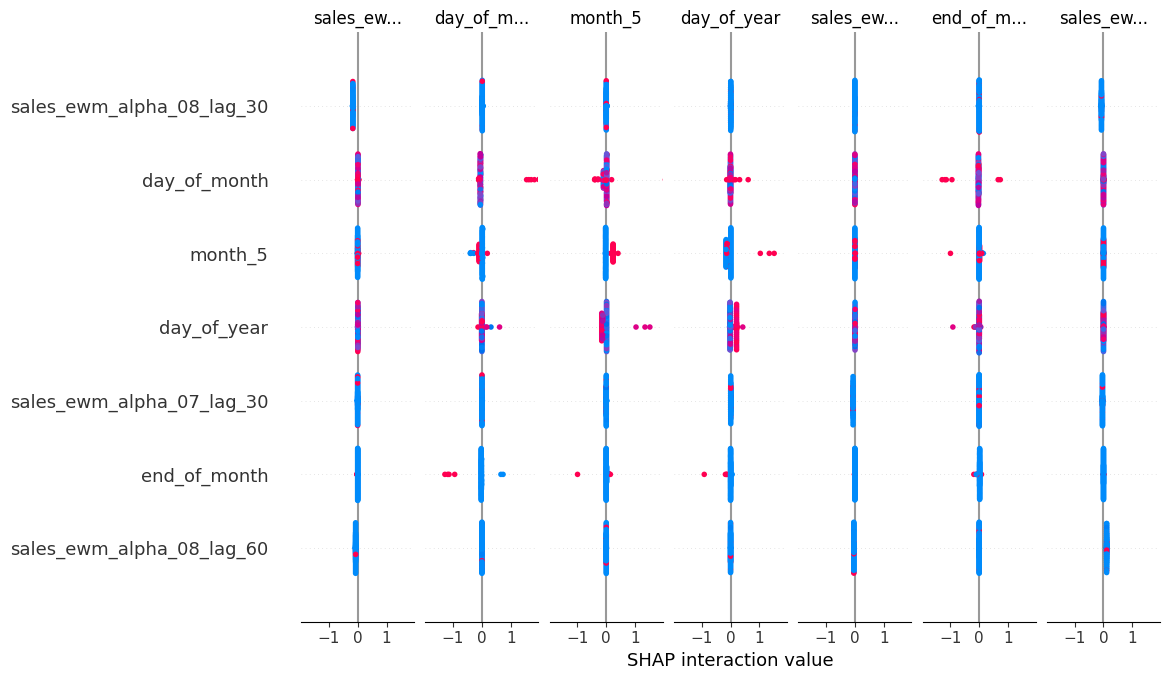 sales_ew... day_of_m... month_5 day_of_year sales_ew... end_of_m... sales_ew...
sales_ewm_alpha_08_lag_30
day_of_month
month_5
day_of_year
sales_ewm_alpha_07_lag_30
end_of_month
sales_ewm_alpha_08_lag_60
−1 0 1 −1 0 1 −1 0 1 −1 0 1 −1 0 1 −1 0 1 −1 0 1
SHAP interaction value